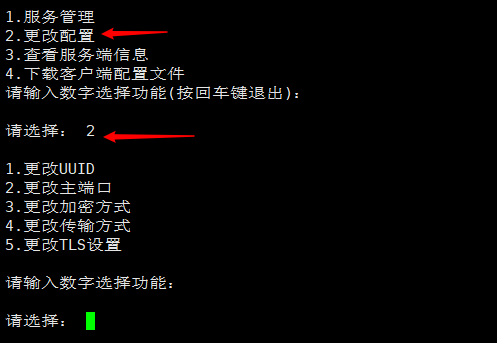 1.服务管理
2.更改配置
3.查看服务端信息
4.下载客户端配置文件
请输入数字选择功能(按回车键退出):
请选择: 2
1.更改UUID
2.更改主端口
3.更改加密方式
4.更改传输方式
5.更改TLS设置
请输入数字选择功能:
请选择: